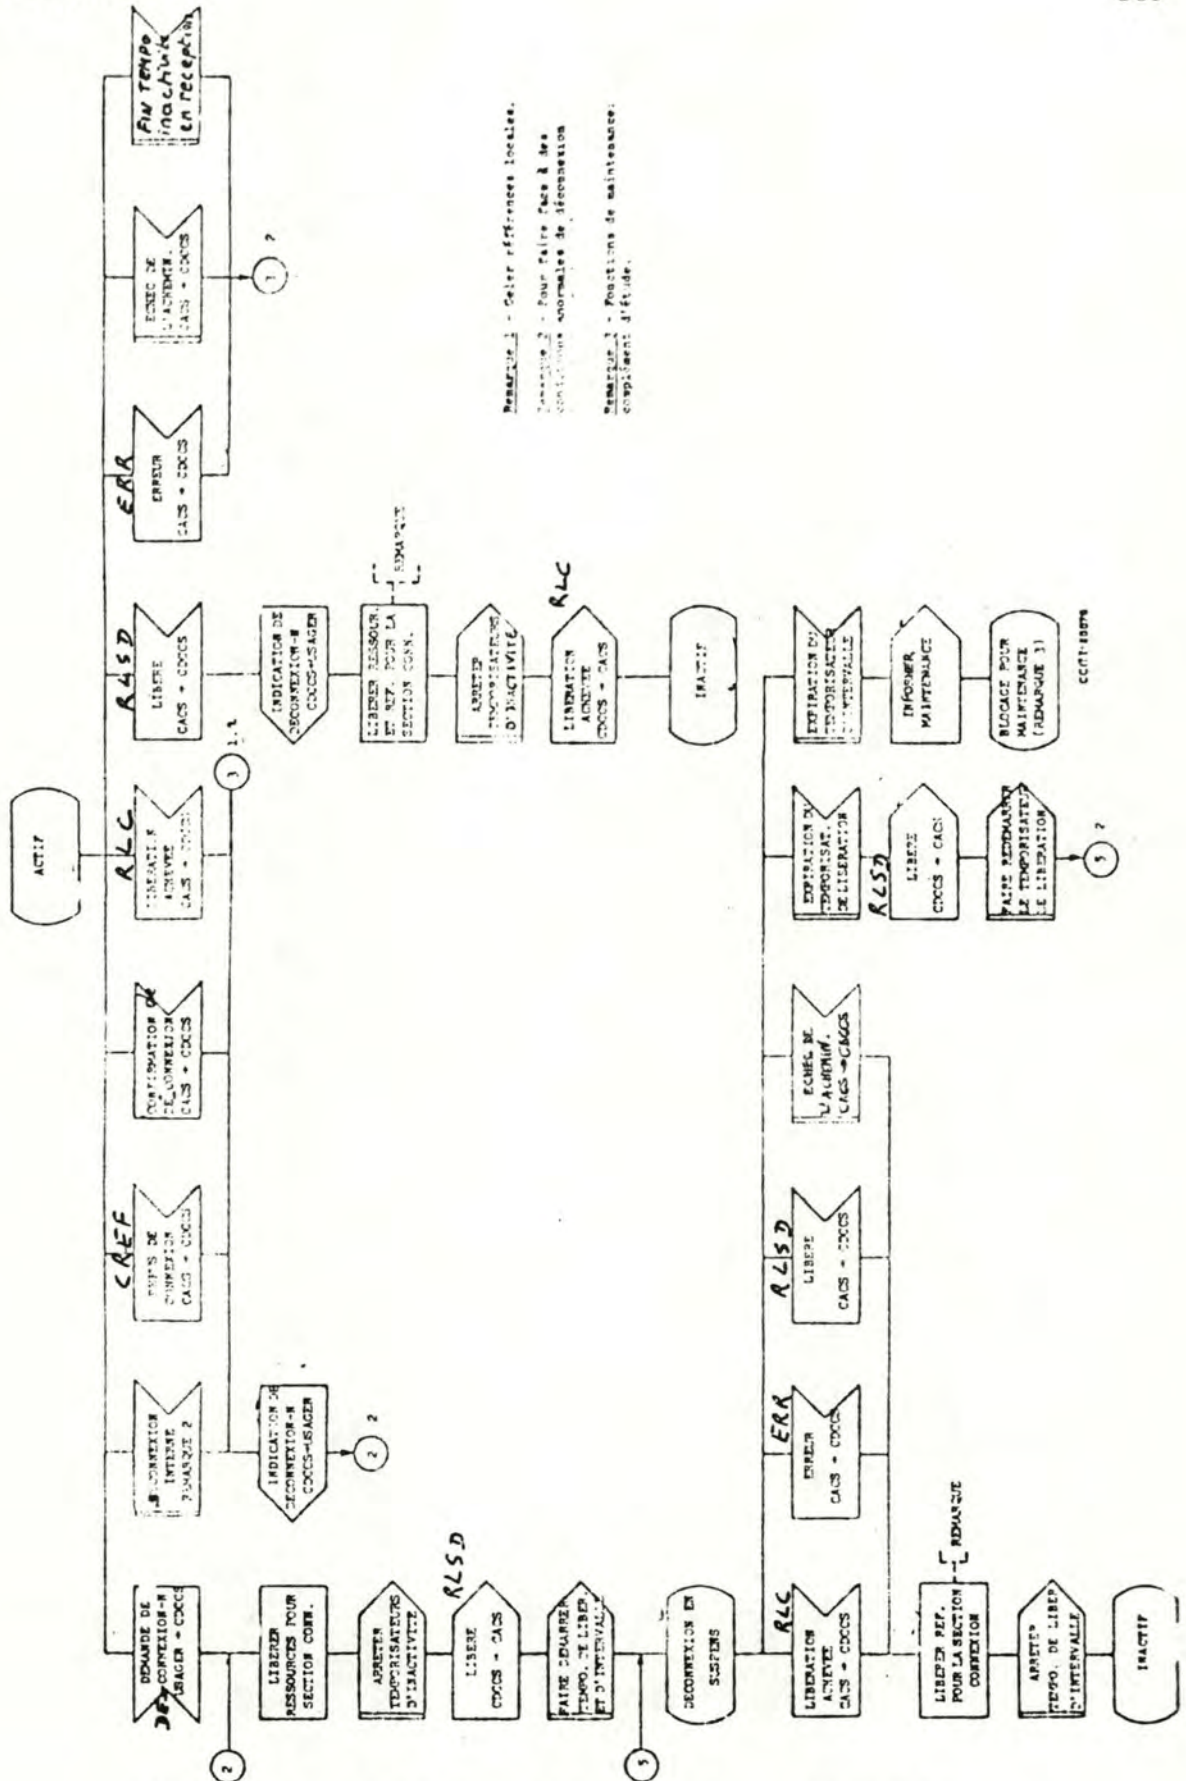 ACTIF
DEMANDE DE
DECONNEXION-N
USAGER → CDCCS
DECONNEXION
INTERNE
REMARQUE 2
CREF
REFUS DE
CONNEXION
CACS → CDCCS
CONFIRMATION DE
CONNEXION
CACS → CDCCS
RLC
LIBERATION
ACHEVEE
CACS → CDCCS
RLSD
LIBERE
CACS → CDCCS
ERR
ERREUR
CACS → CDCCS
ECHEC DE
L'ACHEMIN.
CACS → CDCCS
FIN TEMPO
inactivité
en reception
2
3
1.2
3
2
INDICATION DE
DECONNEXION-N
CDCCS→USAGER
2
2
INDICATION DE
DECONNEXION-N
CDCCS→USAGER
LIBERER
RESSOURCES POUR
SECTION CONN.
LIBERER RESSOUR.
ET REF. POUR LA
SECTION CONN.
REMARQUE
ARRETER
TEMPORISATEURS
D'INACTIVITE
ARRETER
TEMPORISATEURS
D'INACTIVITE
RLSD
LIBERE
CDCCS → CACS
RLC
LIBERATION
ACHEVEE
CDCCS → CACS
FAIRE DEMARRER
TEMPO. DE LIBER.
ET D'INTERVALLE
INACTIF
5
DECONNEXION EN
SUSPENS
Remarque 1 - Geler références locales.
Remarque 2 - Pour faire face à des
conditions anormales de déconnexion
Remarque 3 - Fonctions de maintenance:
complément d'étude.
RLC
LIBERATION
ACHEVEE
CACS → CDCCS
ERR
ERREUR
CACS → CDCCS
RLSD
LIBERE
CACS → CDCCS
ECHEC DE
L'ACHEMIN.
CACS → CDCCS
EXPIRATION DU
TEMPORISAT.
DE LIBERATION
EXPIRATION DU
TEMPORISATEUR
D'INTERVALLE
LIBERER REF.
POUR LA SECTION
CONNEXION
REMARQUE
RLSD
LIBERE
CDCCS → CACS
INFORMER
MAINTENANCE
ARRETER
TEMPO. DE LIBER
D'INTERVALLE
FAIRE REDEMARRER
LE TEMPORISATEUR
DE LIBERATION
BLOCAGE POUR
MAINTENANCE
(REMARQUE 3)
INACTIF
5
2